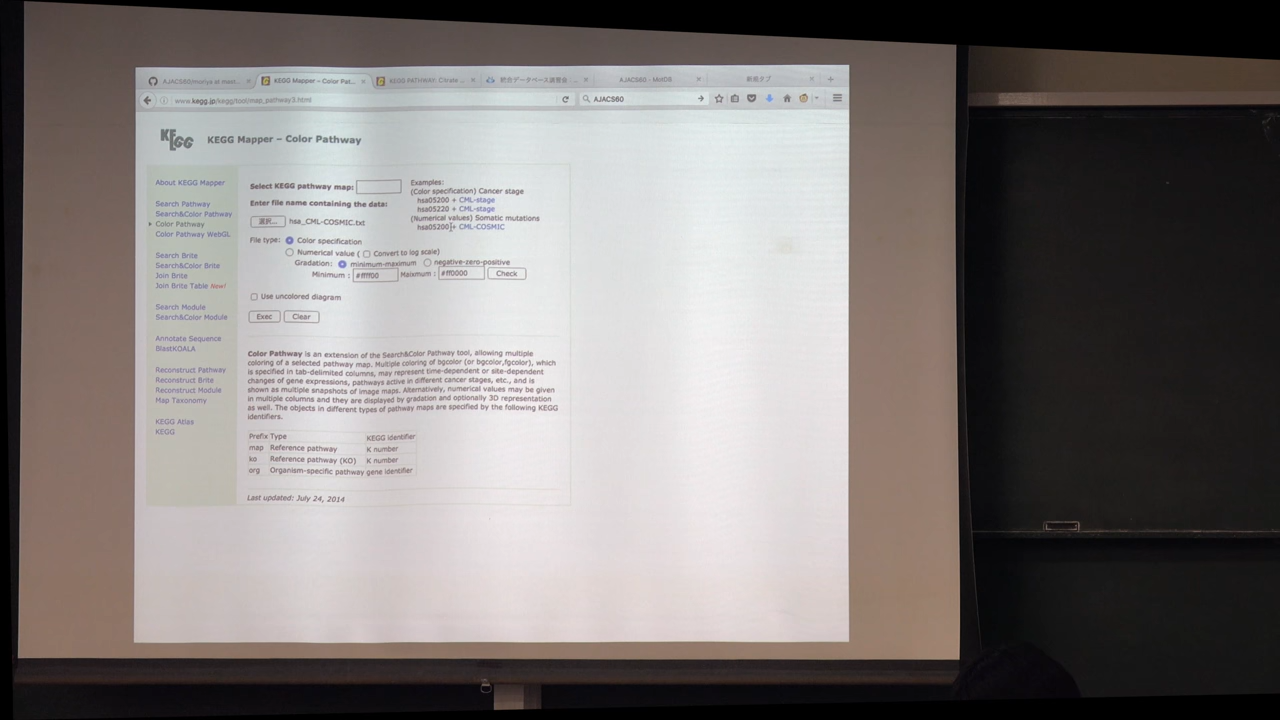 AJACS60/moriya at mast...
KEGG Mapper – Color Pat...
KEGG PATHWAY: Citrate ...
統合データベース講習会: ...
AJACS60 - MotDB
新規タブ
www.kegg.jp/kegg/tool/map_pathway3.html
AJACS60
KEGG
KEGG Mapper – Color Pathway
About KEGG Mapper
Search Pathway
Search&Color Pathway
Color Pathway
Color Pathway WebGL
Search Brite
Search&Color Brite
Join Brite
Join Brite Table New!
Search Module
Search&Color Module
Annotate Sequence
BlastKOALA
Reconstruct Pathway
Reconstruct Brite
Reconstruct Module
Map Taxonomy
KEGG Atlas
KEGG
Select KEGG pathway map:
Enter file name containing the data:
選択... hsa_CML-COSMIC.txt
Examples:
(Color specification) Cancer stage
hsa05200 + CML-stage
hsa05220 + CML-stage
(Numerical values) Somatic mutations
hsa05200 + CML-COSMIC
File type: Color specification
Numerical value ( Convert to log scale)
Gradation: minimum-maximum negative-zero-positive
Minimum : #ffff00 Maximum : #ff0000 Check
Use uncolored diagram
Exec Clear
Color Pathway is an extension of the Search&Color Pathway tool, allowing multiple
coloring of a selected pathway map. Multiple coloring of bgcolor (or bgcolor,fgcolor), which
is specified in tab-delimited columns, may represent time-dependent or site-dependent
changes of gene expressions, pathways active in different cancer stages, etc., and is
shown as multiple snapshots of image maps. Alternatively, numerical values may be given
in multiple columns and they are displayed by gradation and optionally 3D representation
as well. The objects in different types of pathway maps are specified by the following KEGG
identifiers.
Prefix Type KEGG identifier
map Reference pathway K number
ko Reference pathway (KO) K number
org Organism-specific pathway gene identifier
Last updated: July 24, 2014